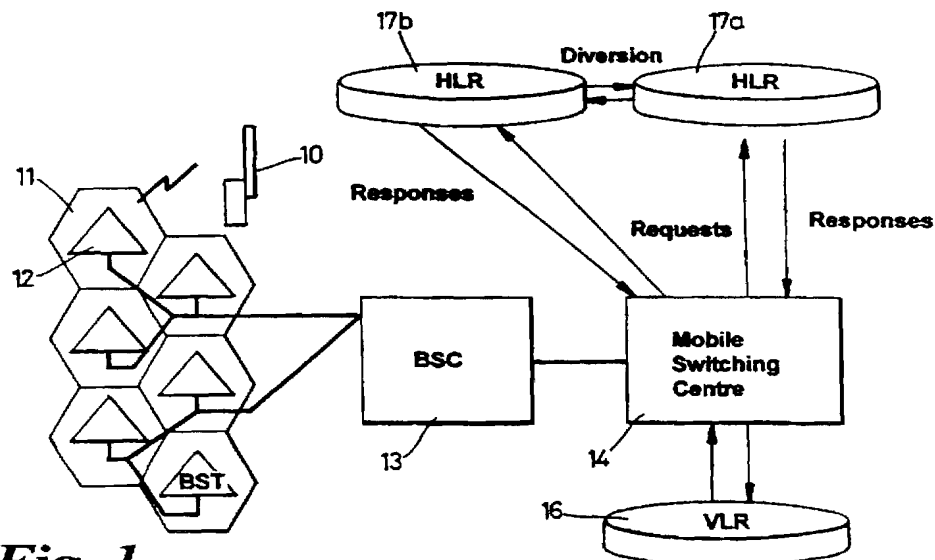 17b
17a
Diversion
HLR
HLR
10
11
Responses
Requests
Responses
12
BSC
Mobile
Switching
Centre
13
14
BST
16
VLR
Fig. 1